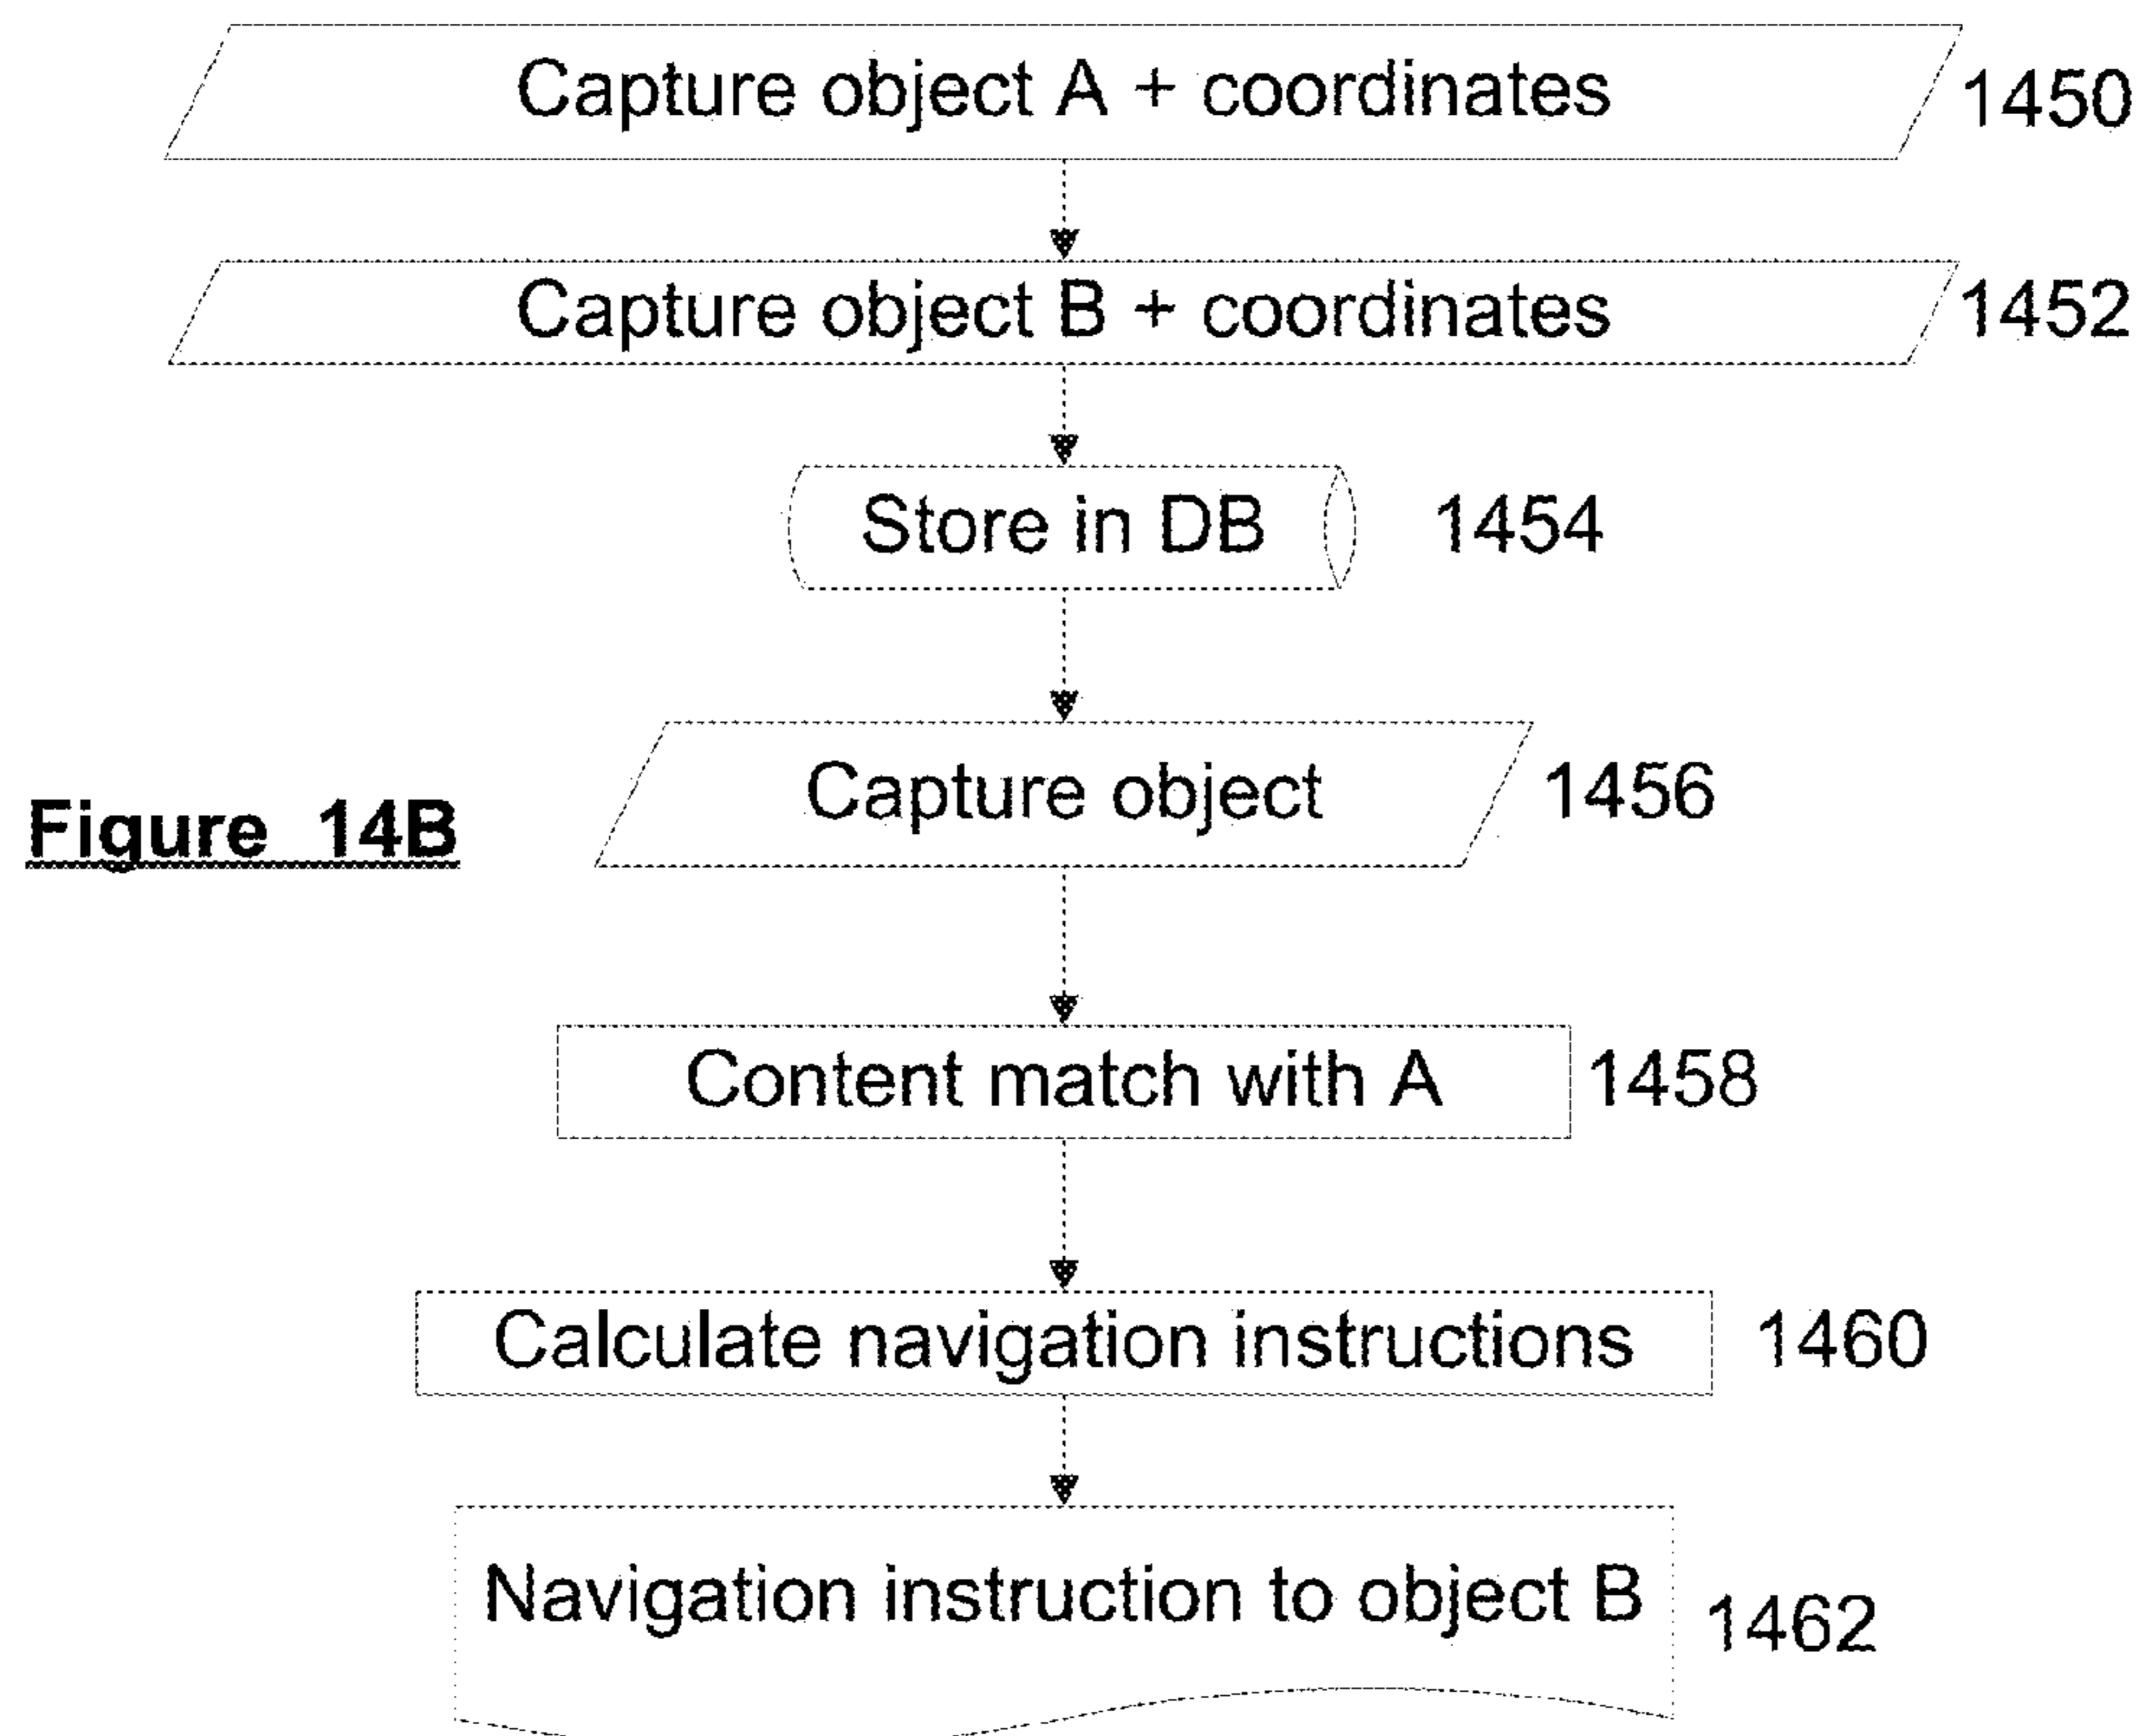 Capture object A + coordinates 1450
Capture object B + coordinates 1452
Store in DB 1454
Capture object 1456
Figure 14B
Content match with A 1458
Calculate navigation instructions 1460
Navigation instruction to object B 1462